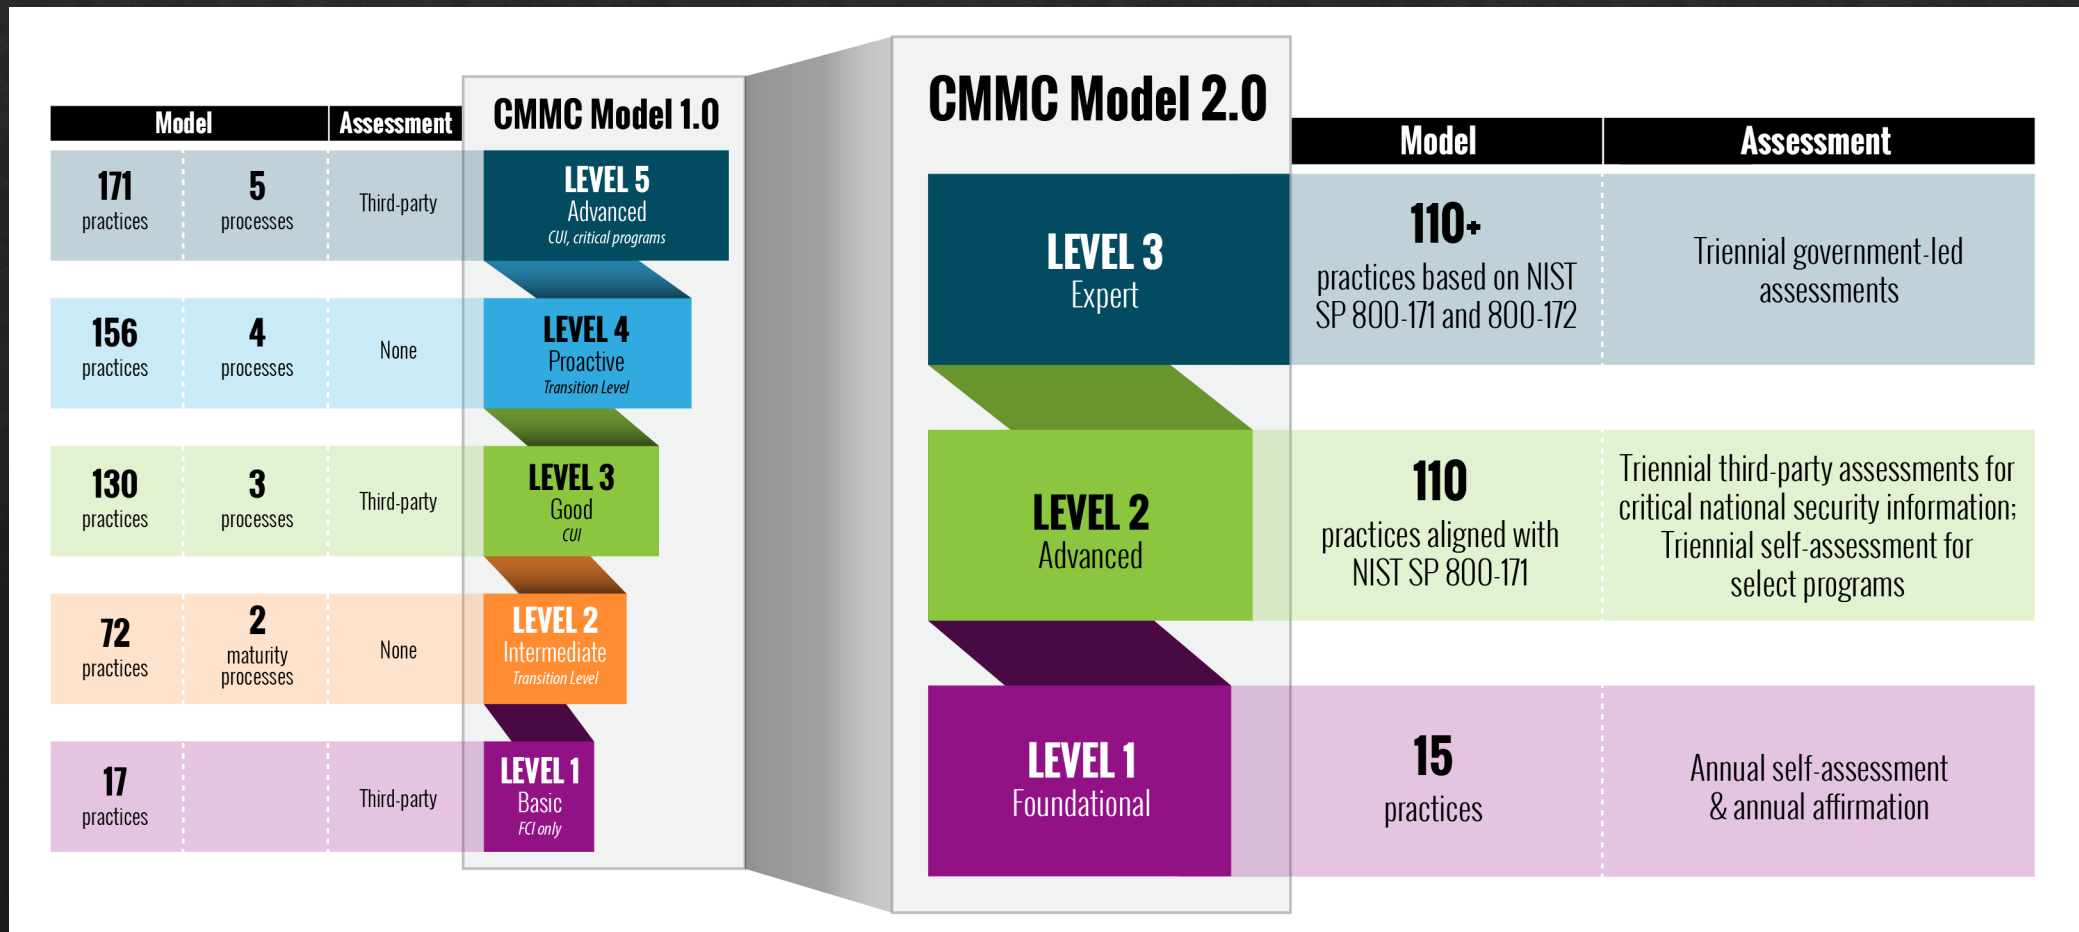 CMMC Model 1.0
Model
Assessment
171
practices
5
processes
Third-party
LEVEL 5
Advanced
CUI, critical programs
156
practices
4
processes
None
LEVEL 4
Proactive
Transition Level
130
practices
3
processes
Third-party
LEVEL 3
Good
CUI
72
practices
2
maturity
processes
None
LEVEL 2
Intermediate
Transition Level
17
practices
Third-party
LEVEL 1
Basic
FCI only
CMMC Model 2.0
Model
Assessment
LEVEL 3
Expert
110+
practices based on NIST
SP 800-171 and 800-172
Triennial government-led
assessments
LEVEL 2
Advanced
110
practices aligned with
NIST SP 800-171
Triennial third-party assessments for
critical national security information;
Triennial self-assessment for
select programs
LEVEL 1
Foundational
15
practices
Annual self-assessment
& annual affirmation